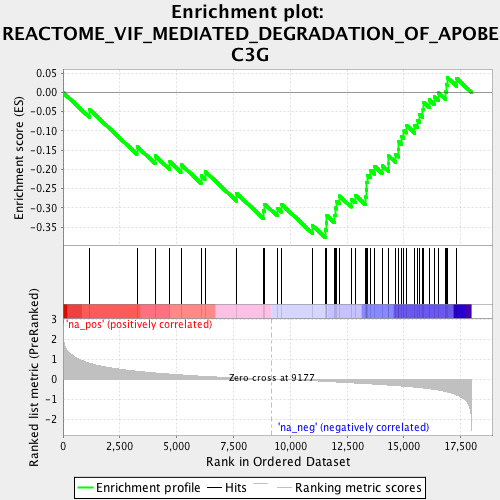 Enrichment plot:
REACTOME_VIF_MEDIATED_DEGRADATION_OF_APOBE
C3G
Enrichment score (ES)
0.05
0.00
-0.05
-0.10
-0.15
-0.20
-0.25
-0.30
-0.35
'na_pos' (positively correlated)
Ranked list metric (PreRanked)
3
2
1
0
-1
-2
Zero cross at 9177
'na_neg' (negatively correlated)
0
2,500
5,000
7,500
10,000
12,500
15,000
17,500
Rank in Ordered Dataset
Enrichment profile
Hits
Ranking metric scores